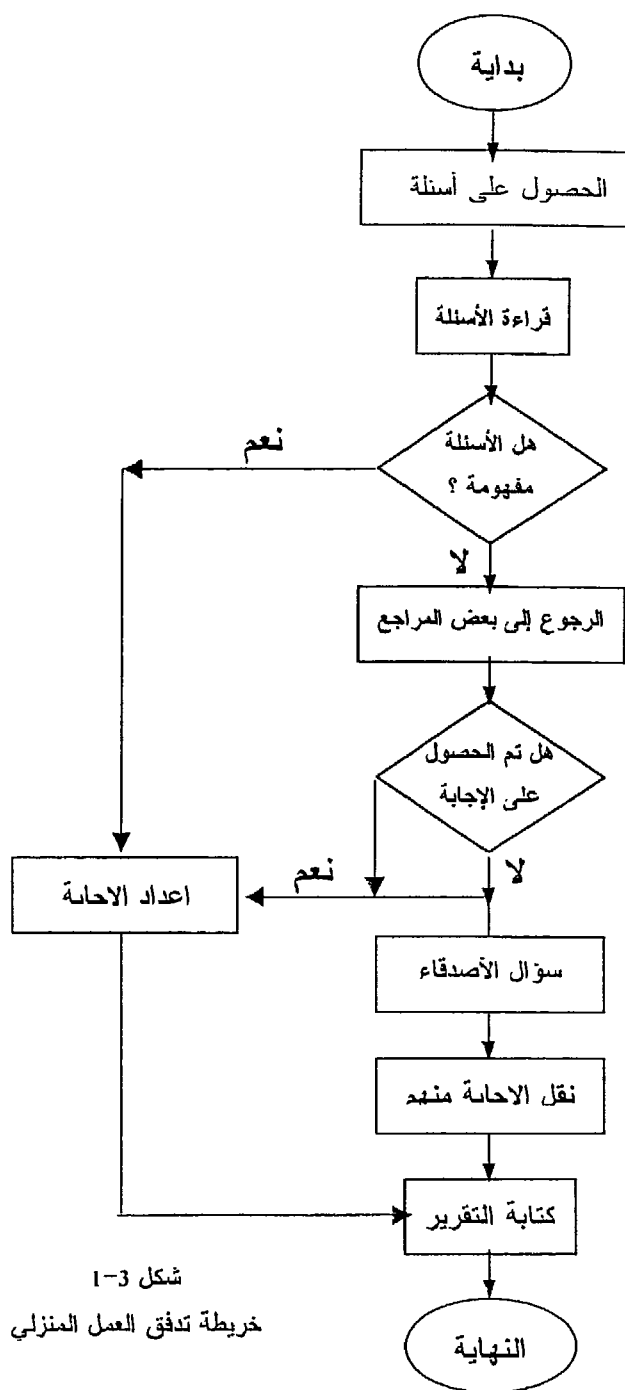 بداية
الحصول على أسئلة
قراءة الأسئلة
هل الأسئلة
مفهومة ؟
نعم
لا
الرجوع إلى بعض المراجع
هل تم الحصول
على الإجابة
لا
نعم
اعداد الاجابة
سؤال الأصدقاء
نقل الاجابة منهم
كتابة التقرير
النهاية
شكل 3-1
خريطة تدفق العمل المنزلي